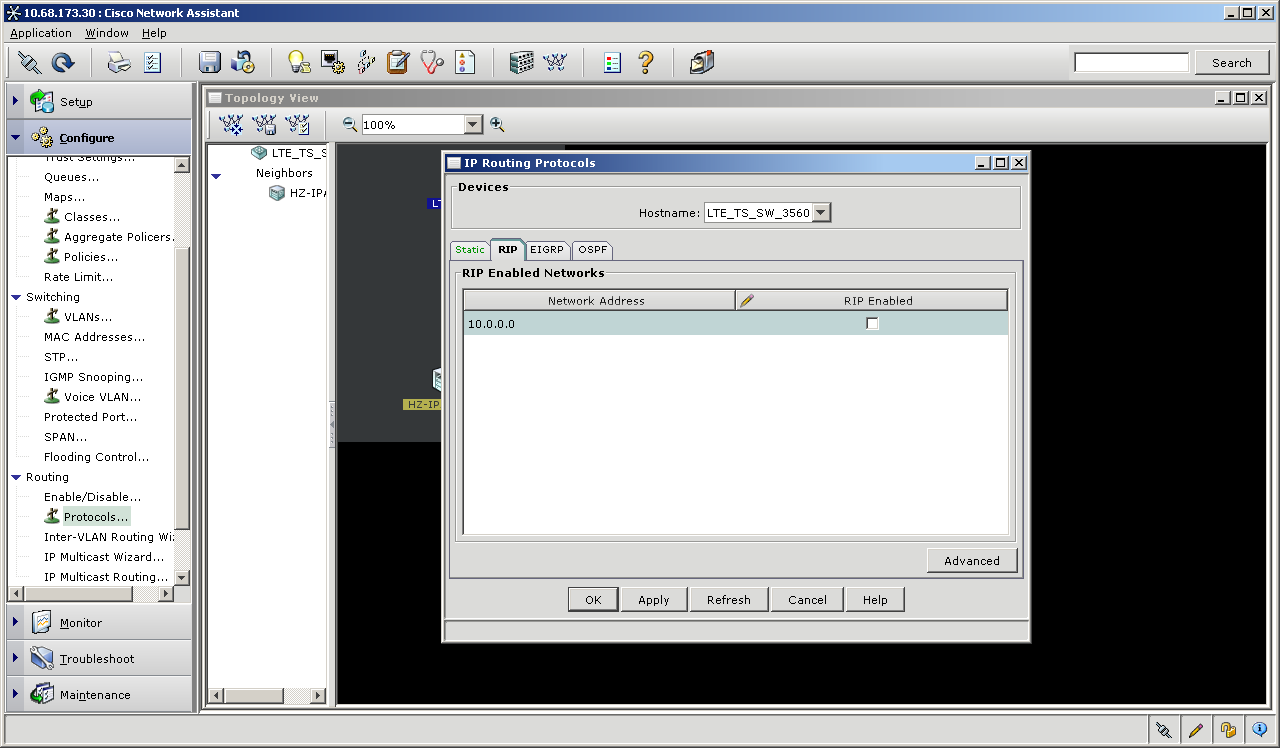 10.68.173.30 : Cisco Network Assistant
Application Window Help
Search
Setup
Configure
Trust Settings...
Queues...
Maps...
Classes...
Aggregate Policers.
Policies...
Rate Limit...
Switching
VLANs...
MAC Addresses...
STP...
IGMP Snooping...
Voice VLAN...
Protected Port...
SPAN...
Flooding Control...
Routing
Enable/Disable...
Protocols...
Inter-VLAN Routing Wi
IP Multicast Wizard...
IP Multicast Routing...
Monitor
Troubleshoot
Maintenance
Topology View
100%
LTE_TS_S
Neighbors
HZ-IPA
LT
HZ-IP
IP Routing Protocols
Devices
Hostname: LTE_TS_SW_3560
Static RIP EIGRP OSPF
RIP Enabled Networks
Network Address RIP Enabled
10.0.0.0
Advanced
OK Apply Refresh Cancel Help